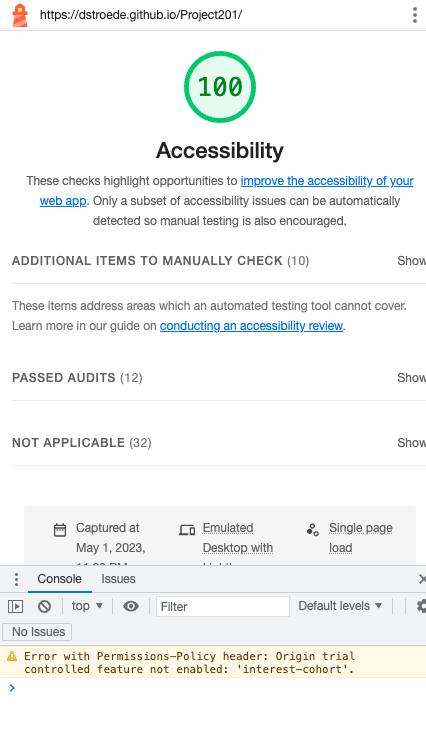 https://dstroede.github.io/Project201/
100
Accessibility
These checks highlight opportunities to improve the accessibility of your
web app. Only a subset of accessibility issues can be automatically
detected so manual testing is also encouraged.
ADDITIONAL ITEMS TO MANUALLY CHECK (10) Show
These items address areas which an automated testing tool cannot cover.
Learn more in our guide on conducting an accessibility review.
PASSED AUDITS (12) Show
NOT APPLICABLE (32) Show
Captured at Emulated Single page
May 1, 2023, Desktop with load
Console Issues
top Filter Default levels
No Issues
Error with Permissions-Policy header: Origin trial
controlled feature not enabled: 'interest-cohort'.